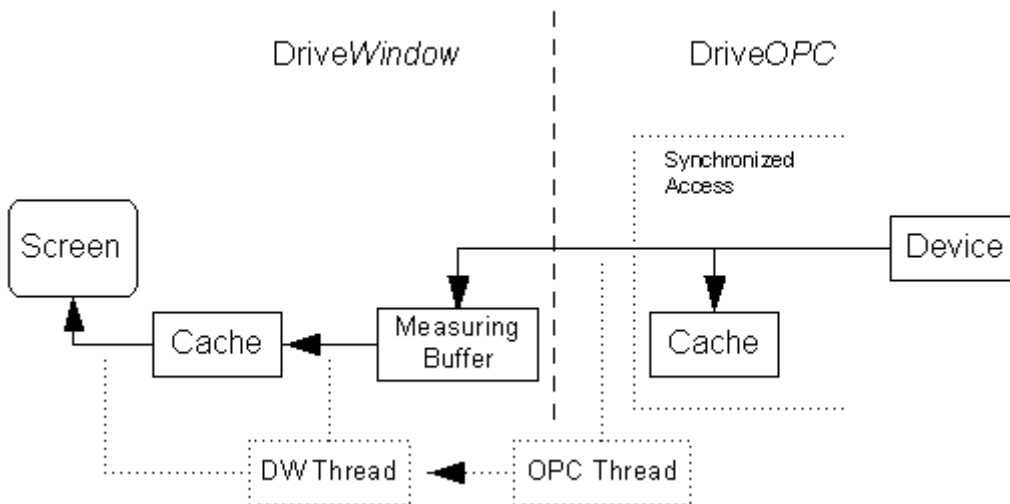 DriveWindow
DriveOPC
Synchronized
Access
Screen
Device
Cache
Measuring
Buffer
Cache
DW Thread
OPC Thread